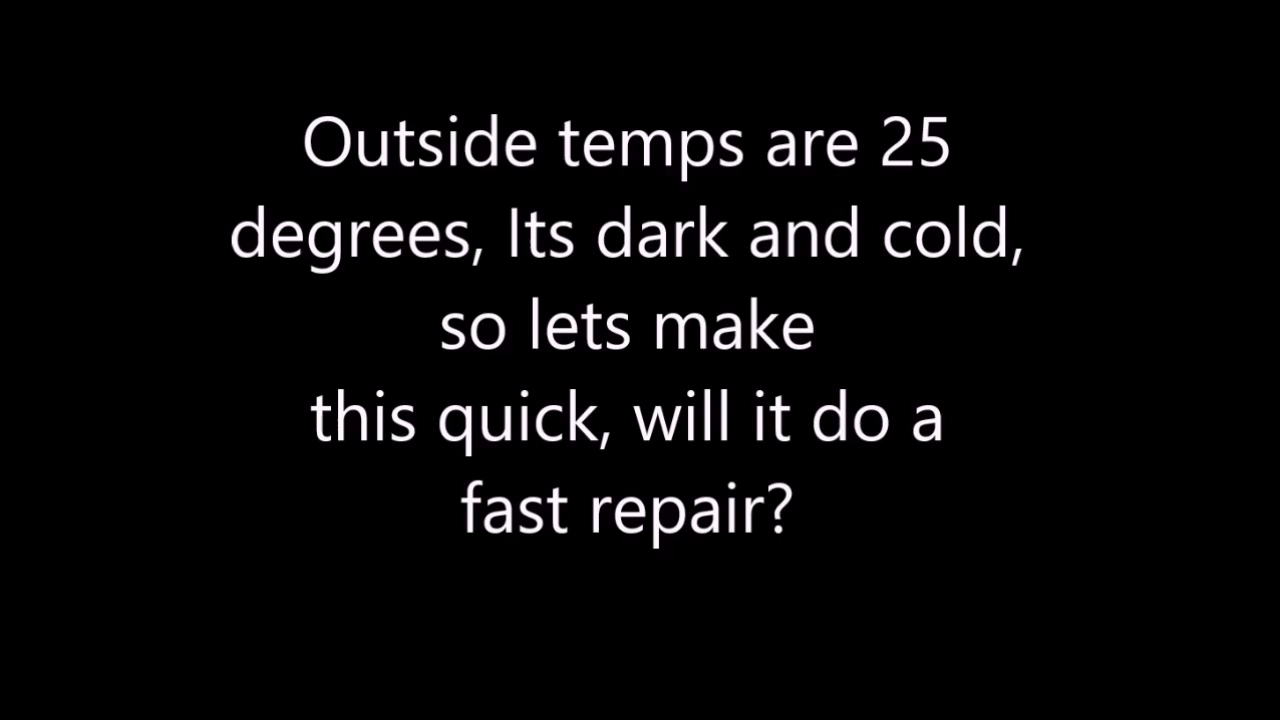 Outside temps are 25
degrees, Its dark and cold,
so lets make
this quick, will it do a
fast repair?